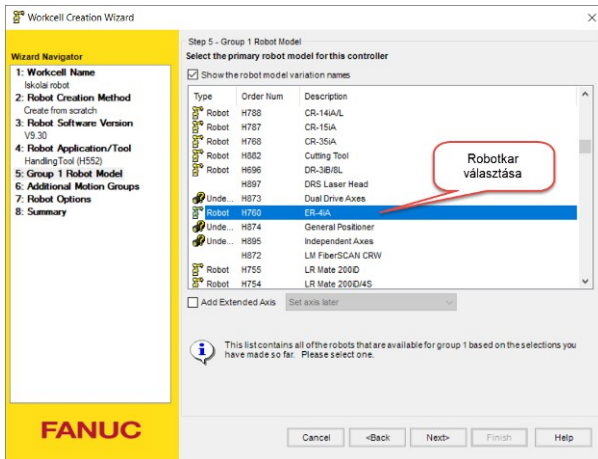 Workcell Creation Wizard
Wizard Navigator
1: Workcell Name
Iskolai robot
2: Robot Creation Method
Create from scratch
3: Robot Software Version
V9.30
4: Robot Application/Tool
HandlingTool (H552)
5: Group 1 Robot Model
6: Additional Motion Groups
7: Robot Options
8: Summary
FANUC
Step 5 - Group 1 Robot Model
Select the primary robot model for this controller
Show the robot model variation names
Type Order Num Description
Robot H788 CR-14iA/L
Robot H787 CR-15iA
Robot H768 CR-35iA
Robot H882 Cutting Tool
Robot H696 DR-3iB/8L
H897 DRS Laser Head
Unde... H873 Dual Drive Axes
Robot H760 ER-4iA
Unde... H874 General Positioner
Unde... H895 Independent Axes
H872 LM FiberSCAN CRW
Robot H755 LR Mate 200iD
Robot H754 LR Mate 200iD/4S
Robotkar
választása
Add Extended Axis Set axis later
This list contains all of the robots that are available for group 1 based on the selections you
have made so far. Please select one.
Cancel <Back Next> Finish Help